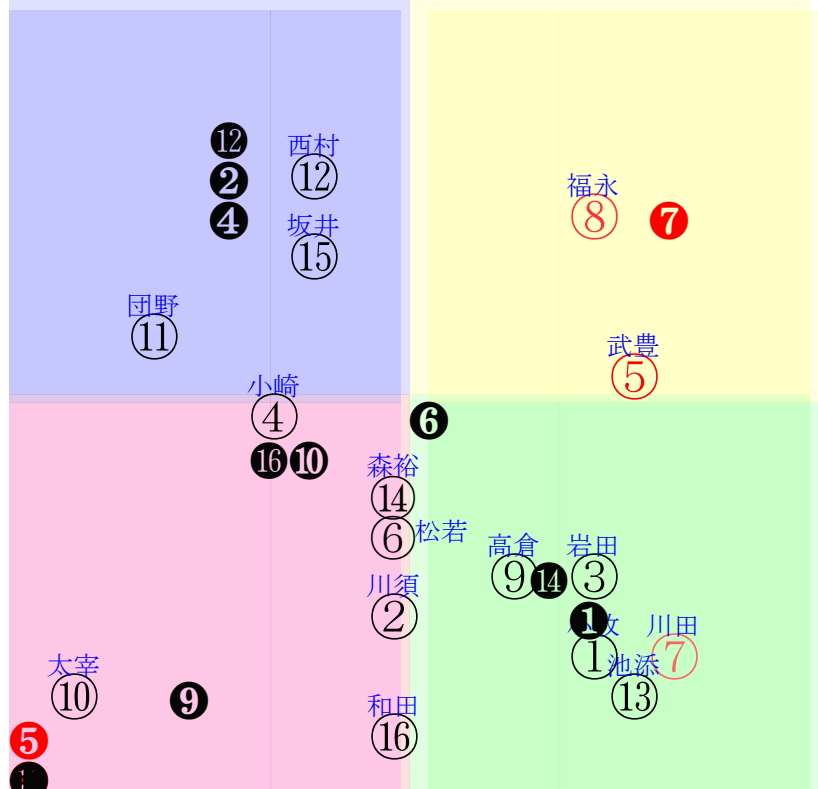 ⓬
西村
⑫
❷
福永
⑧
❹
❼
坂井
⑮
団野
⑪
武豊
⑤
小崎
④
❻
⓰
❿
森裕
⑭
⑥
松若
高倉
⑨
⓮
岩田
③
川須
②
❶
川田
①
⑦
池添
⑬
太宰
⑩
❾
和田
⑯
❺